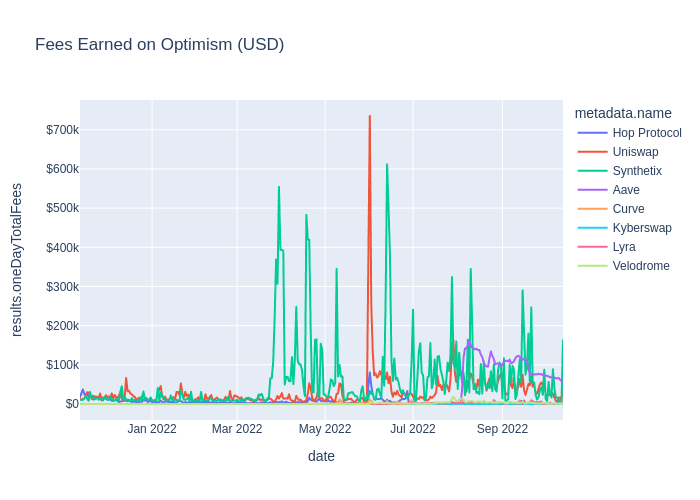 Fees Earned on Optimism (USD)
metadata.name
Hop Protocol
Uniswap
Synthetix
Aave
Curve
Kyberswap
Lyra
Velodrome
results.oneDayTotalFees
$700k
$600k
$500k
$400k
$300k
$200k
$100k
$0
Jan 2022
Mar 2022
May 2022
Jul 2022
Sep 2022
date